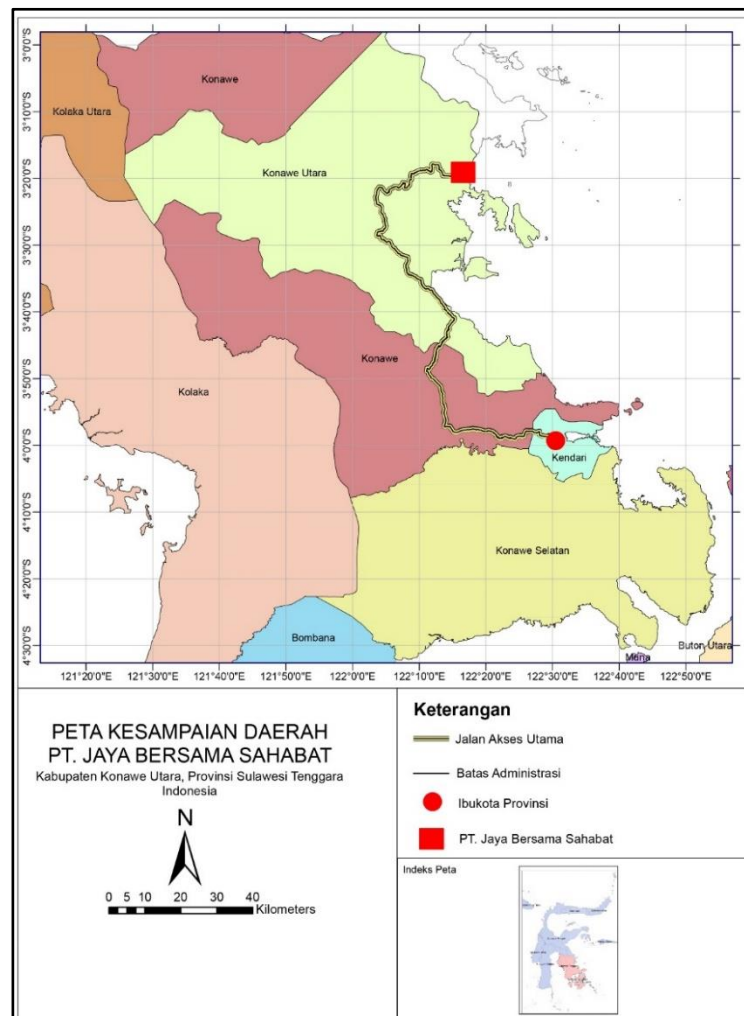 3°0'0"S
3°10'0"S
3°20'0"S
3°30'0"S
3°40'0"S
3°50'0"S
4°0'0"S
4°10'0"S
4°20'0"S
4°30'0"S
Konawe
Kolaka Utara
Konawe Utara
Konawe
Kolaka
Kendari
Konawe Selatan
Bombana
Muna
Buton Utara
121°20'0"E
121°30'0"E
121°40'0"E
121°50'0"E
122°0'0"E
122°10'0"E
122°20'0"E
122°30'0"E
122°40'0"E
122°50'0"E
PETA KESAMPAIAN DAERAH
PT. JAYA BERSAMA SAHABAT
Kabupaten Konawe Utara, Provinsi Sulawesi Tenggara
Indonesia
N
0 5 10 20 30 40
Kilometers
Keterangan
Jalan Akses Utama
Batas Administrasi
Ibukota Provinsi
PT. Jaya Bersama Sahabat
Indeks Peta